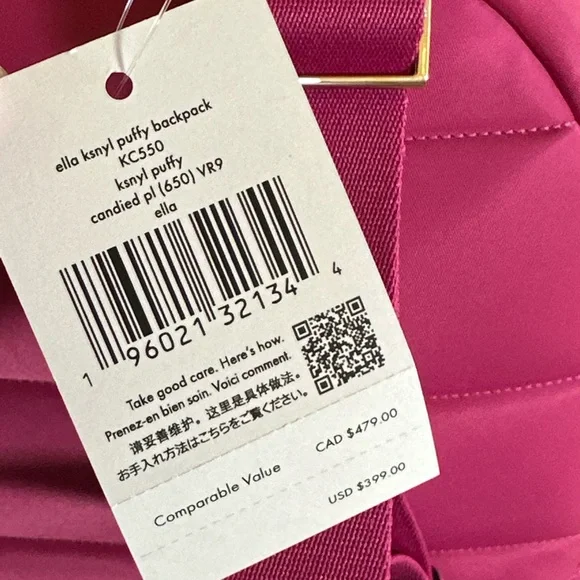 ella ksnyl puffy backpack
KC550
ksnyl puffy
candied pl (650) VR9
ella
1 96021 32134 4
Take good care. Here's how.
Prenez-en bien soin. Voici comment.
请妥善维护。这里是具体做法。
お手入れ方法はこちらをご覧ください。
Comparable Value CAD $479.00
USD $399.00